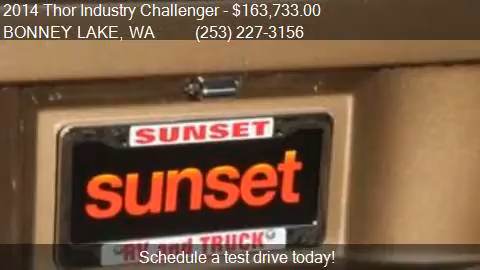 2014 Thor Industry Challenger - $163,733.00
BONNEY LAKE, WA (253) 227-3156
SUNSET
sunset
RV and TRUCK
Schedule a test drive today!